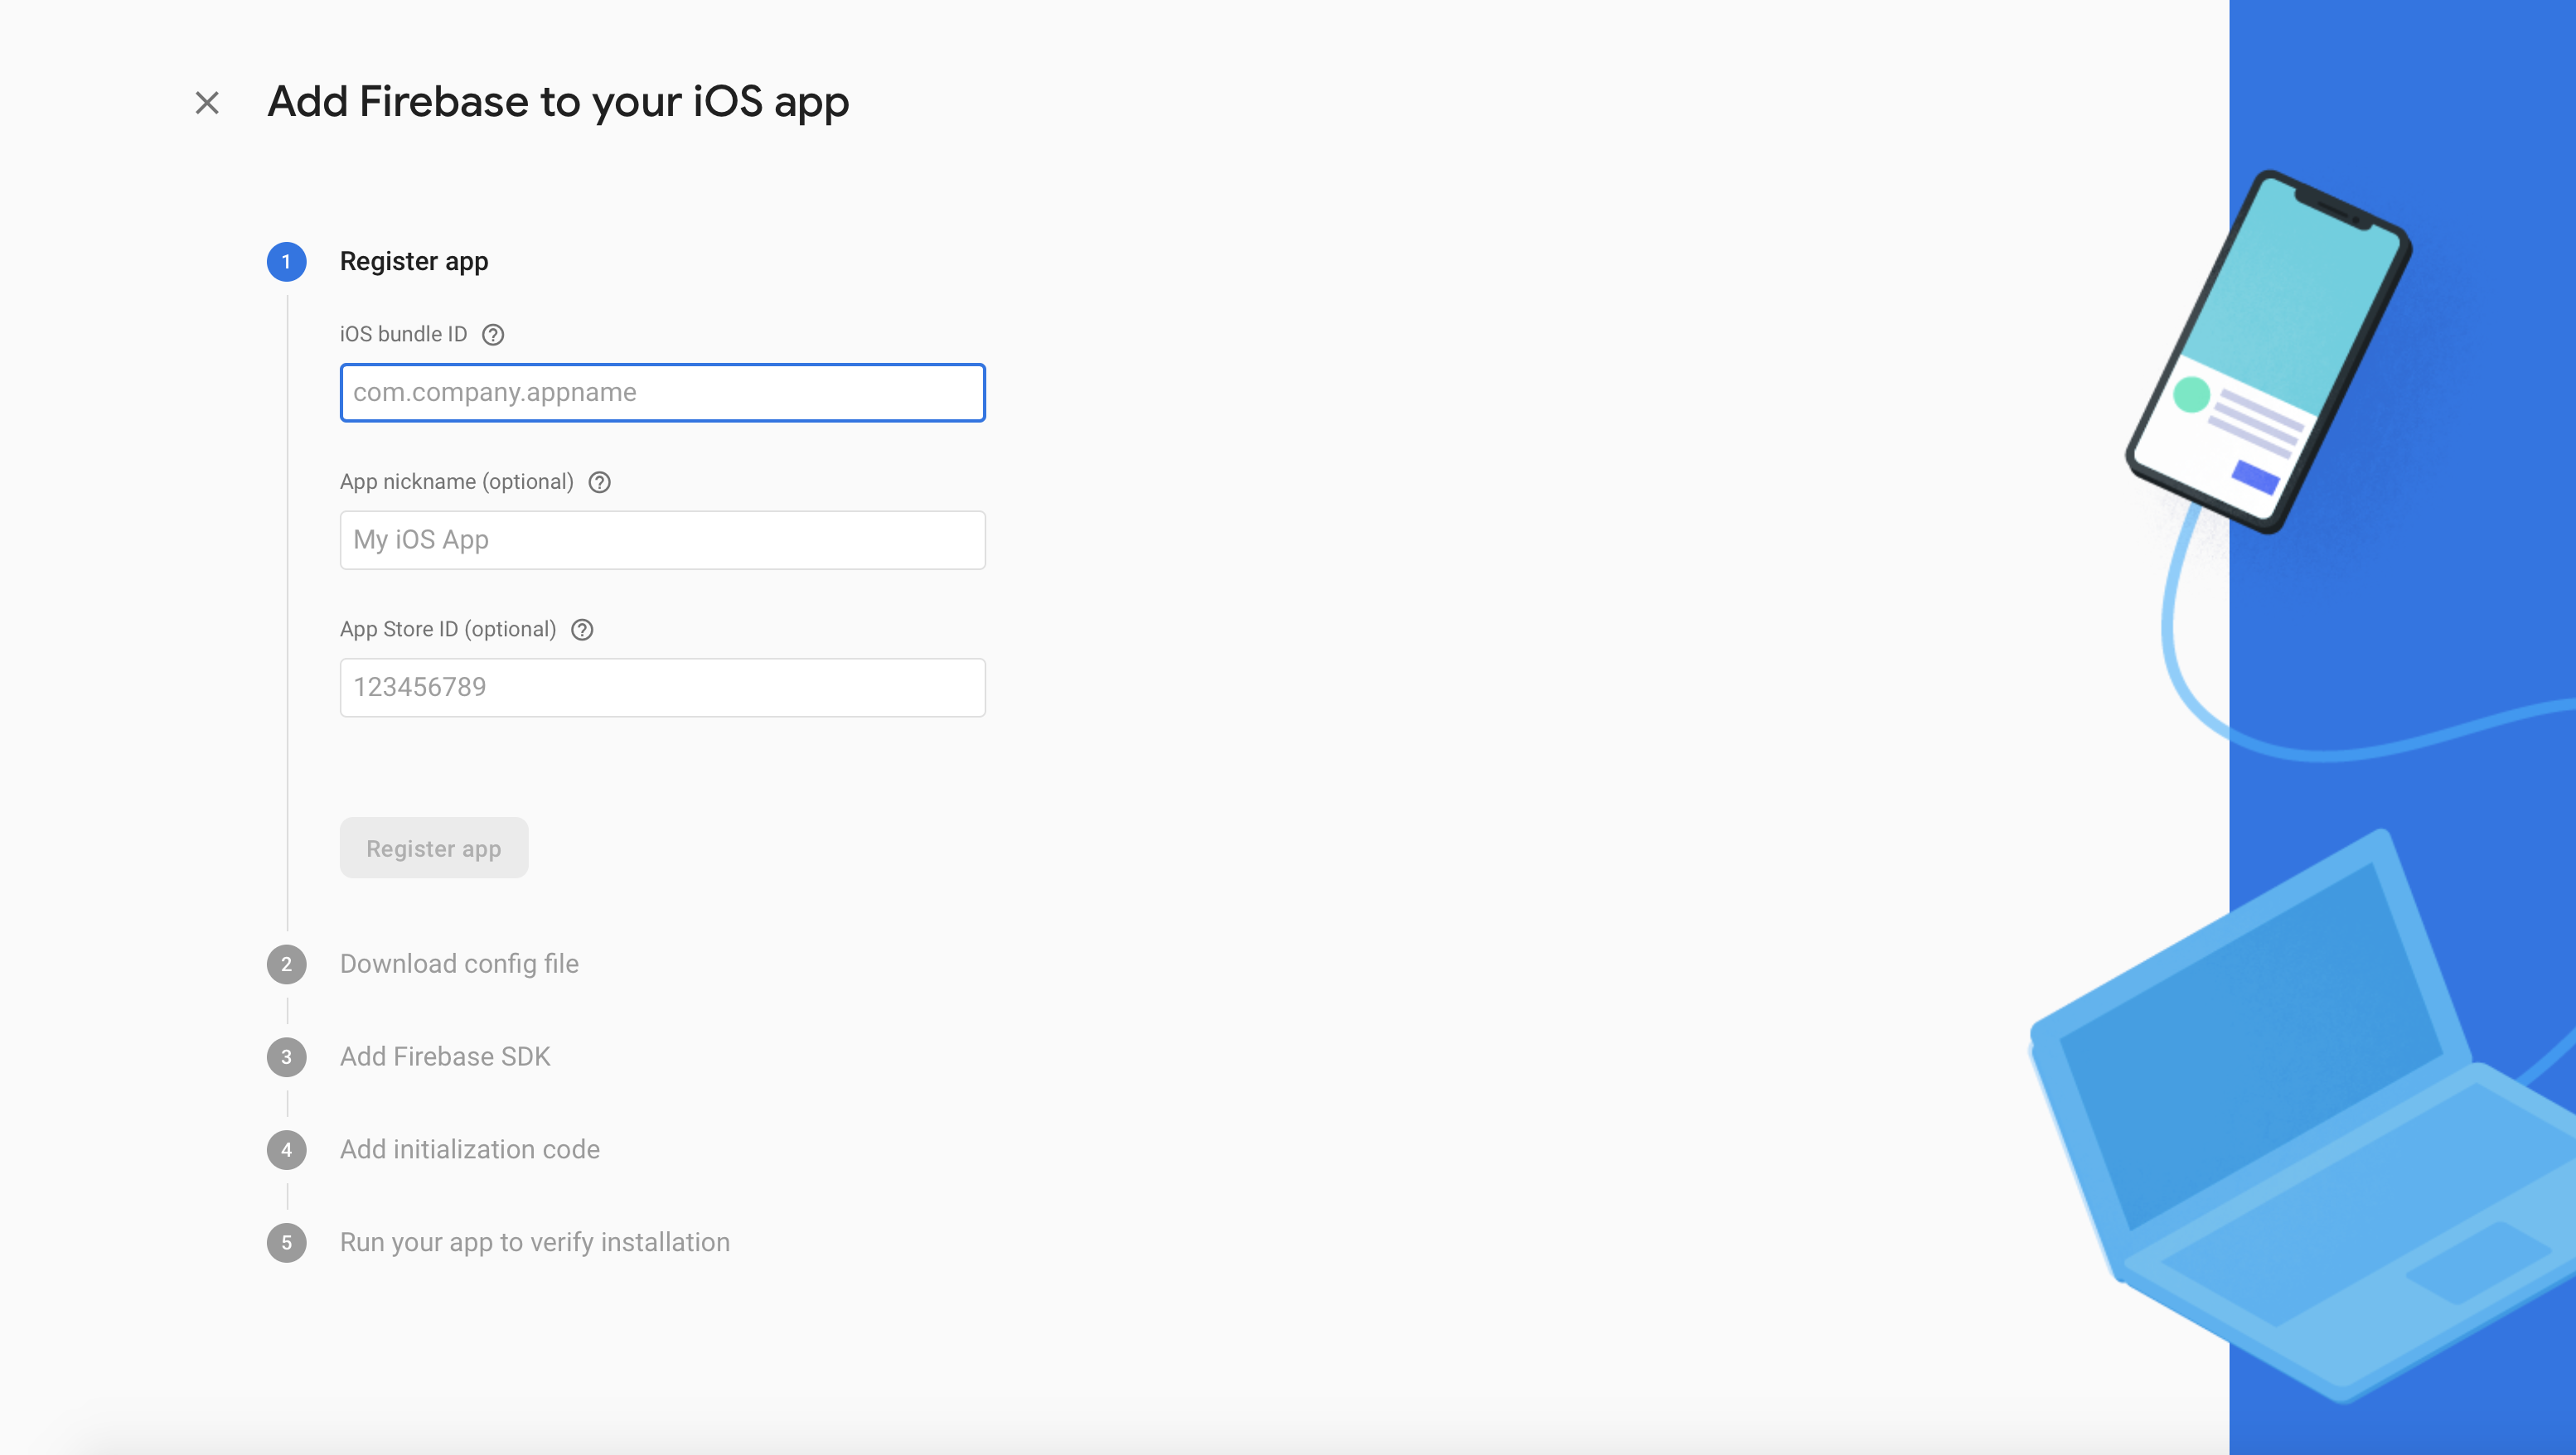 Add Firebase to your iOS app
1 Register app
iOS bundle ID ?
com.company.appname
App nickname (optional) ?
My iOS App
App Store ID (optional) ?
123456789
Register app
2 Download config file
3 Add Firebase SDK
4 Add initialization code
5 Run your app to verify installation